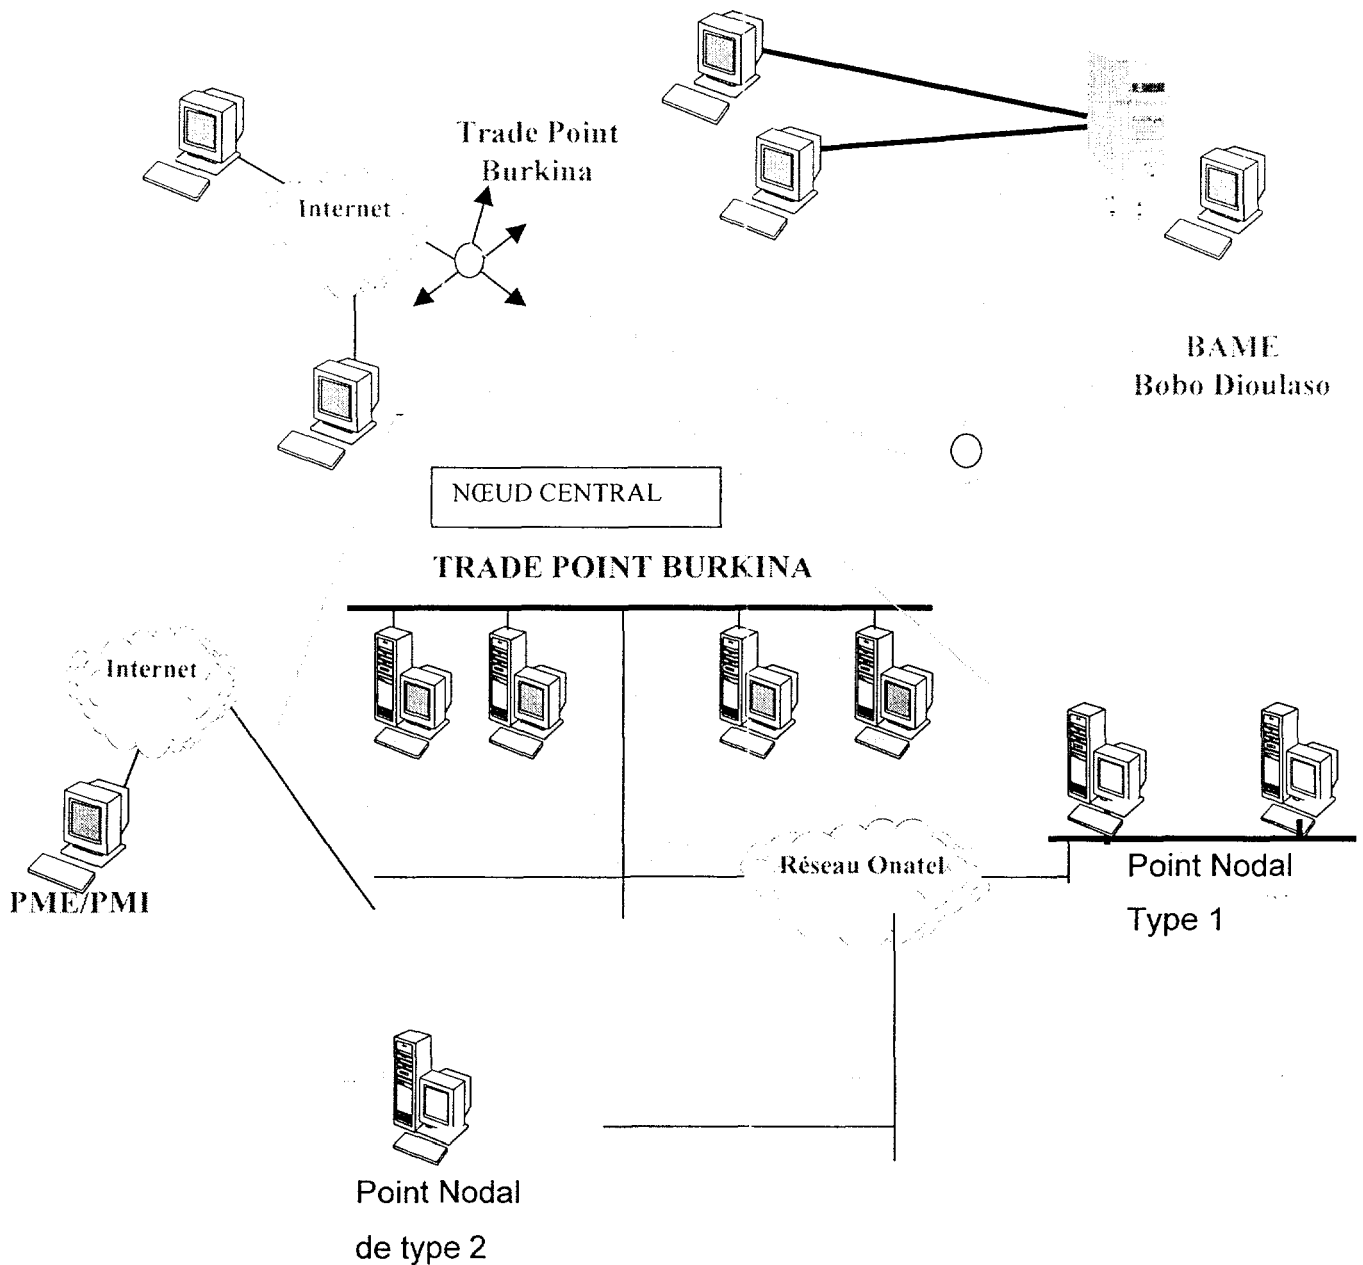 Trade Point
Burkina
Internet
BAME
Bobo Dioulaso
NŒUD CENTRAL
TRADE POINT BURKINA
Internet
PME/PMI
Réseau Onatel
Point Nodal
Type 1
Point Nodal
de type 2